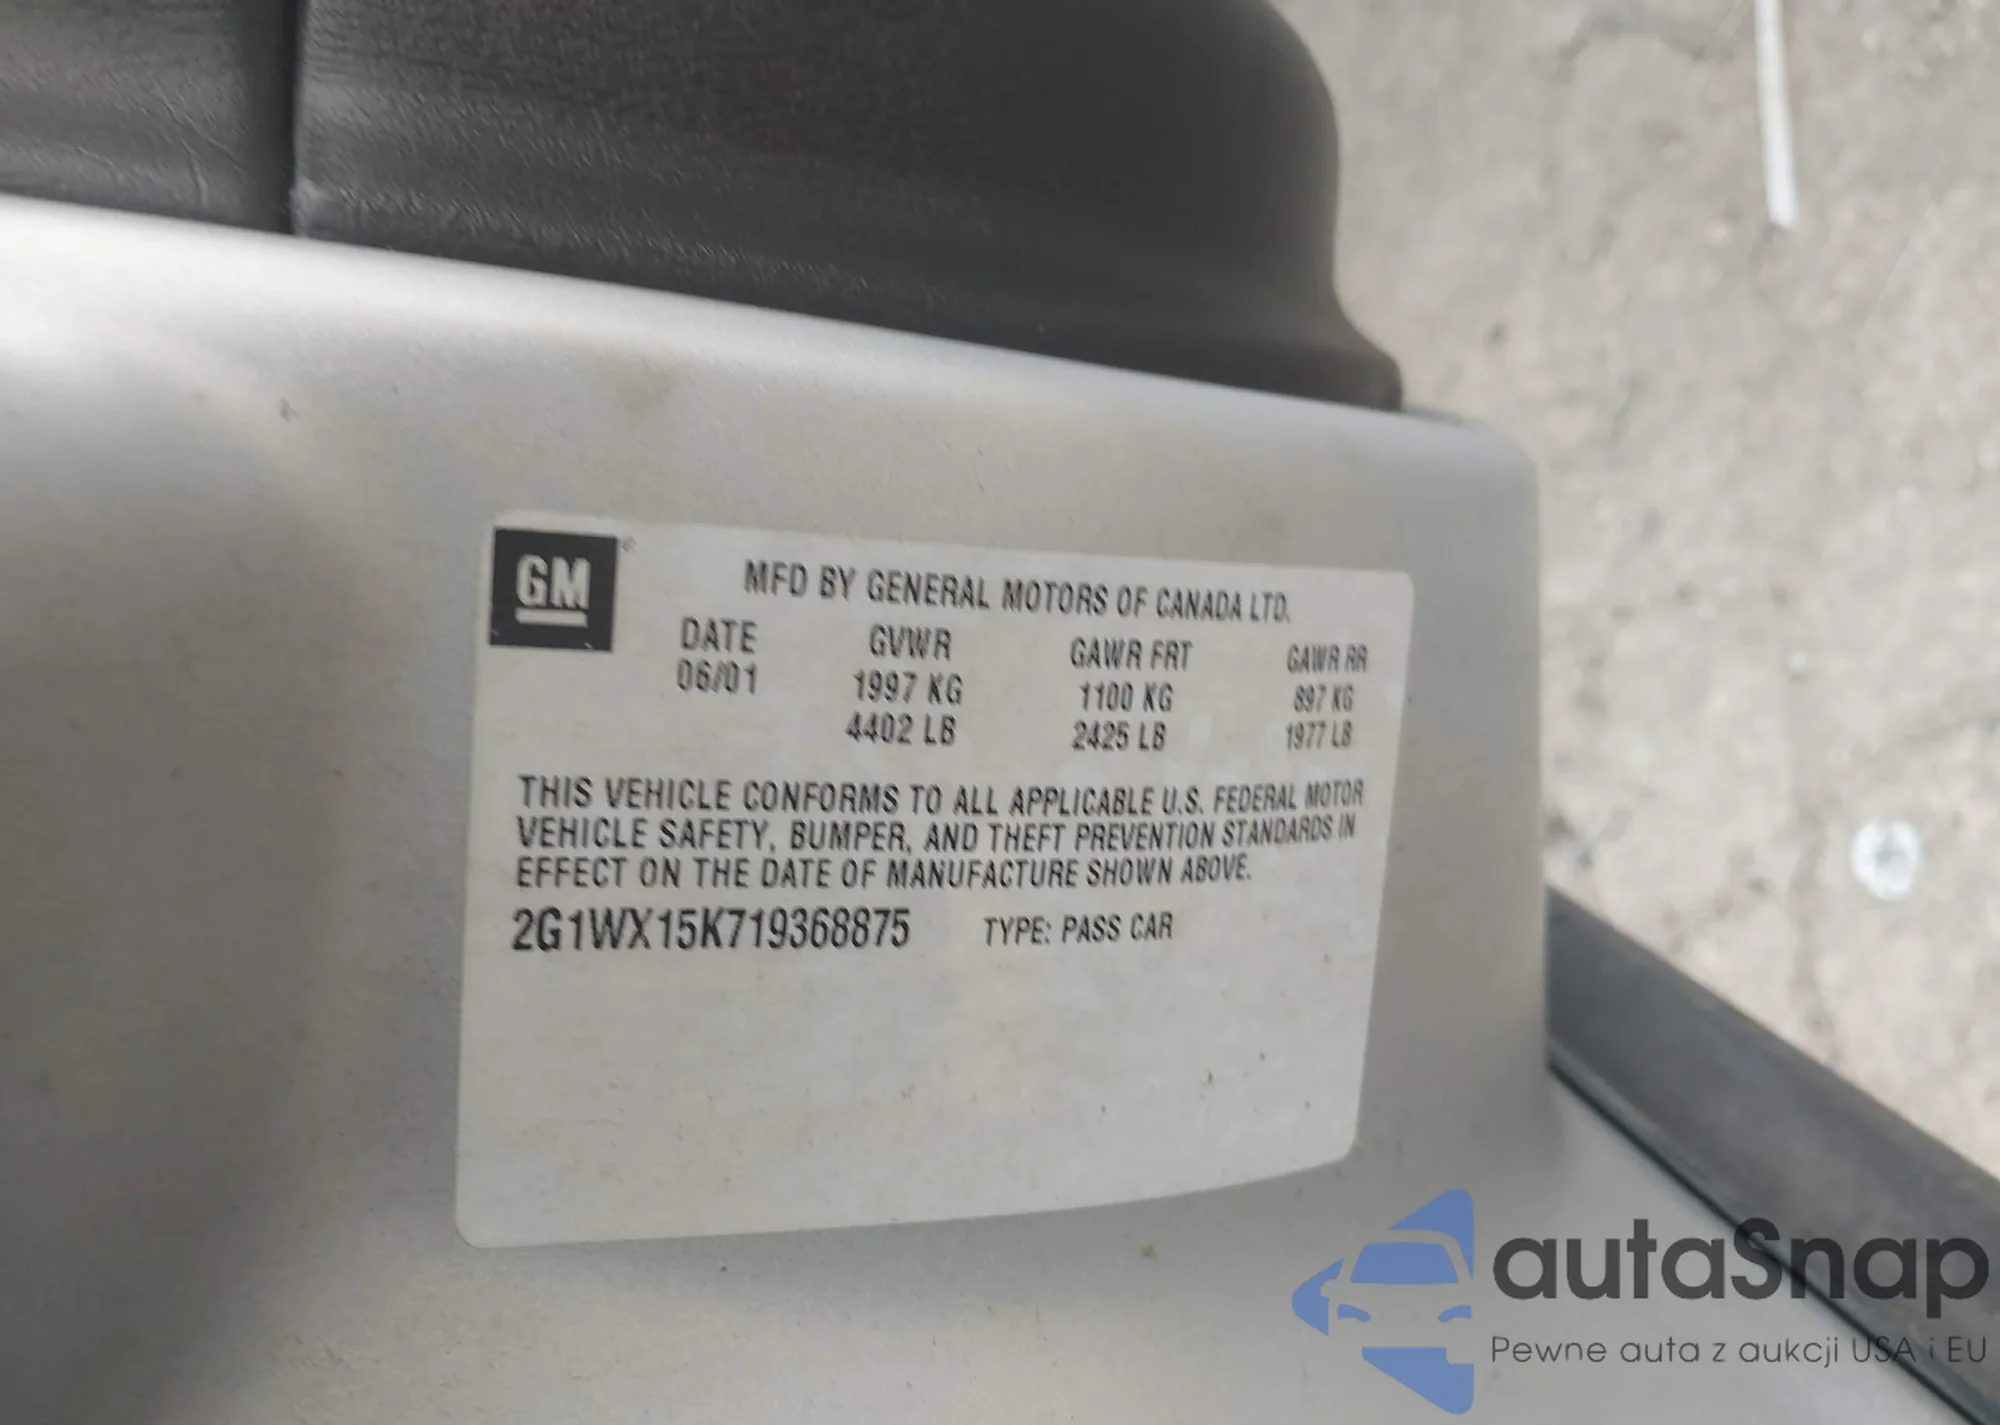 GM
MFD BY GENERAL MOTORS OF CANADA LTD.
DATE GVWR GAWR FRT GAWR RR
06/01 1997 KG 1100 KG 897 KG
4402 LB 2425 LB 1977 LB
THIS VEHICLE CONFORMS TO ALL APPLICABLE U.S. FEDERAL MOTOR
VEHICLE SAFETY, BUMPER, AND THEFT PREVENTION STANDARDS IN
EFFECT ON THE DATE OF MANUFACTURE SHOWN ABOVE.
2G1WX15K719368875 TYPE: PASS CAR
autaSnap
Pewne auta z aukcji USA i EU